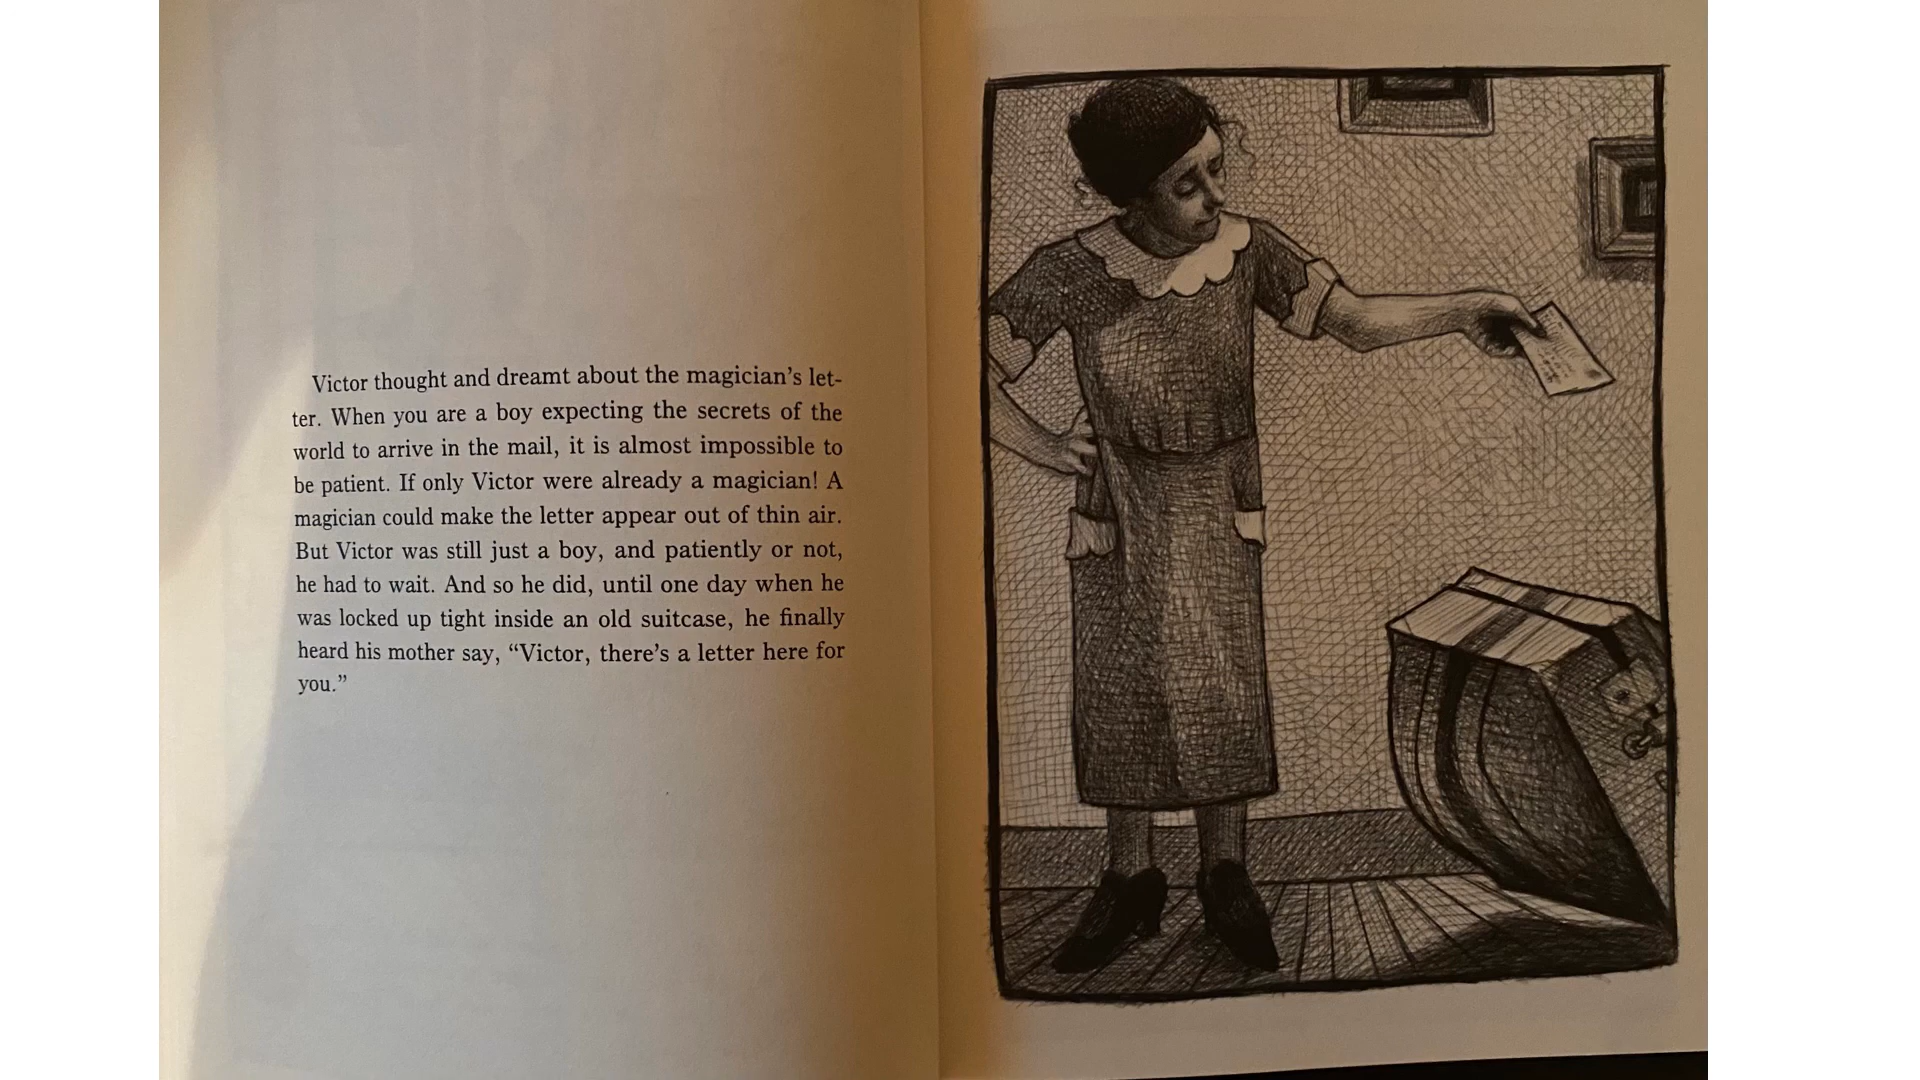 Victor thought and dreamt about the magician’s let-
ter. When you are a boy expecting the secrets of the
world to arrive in the mail, it is almost impossible to
be patient. If only Victor were already a magician! A
magician could make the letter appear out of thin air.
But Victor was still just a boy, and patiently or not,
he had to wait. And so he did, until one day when he
was locked up tight inside an old suitcase, he finally
heard his mother say, “Victor, there’s a letter here for
you.”